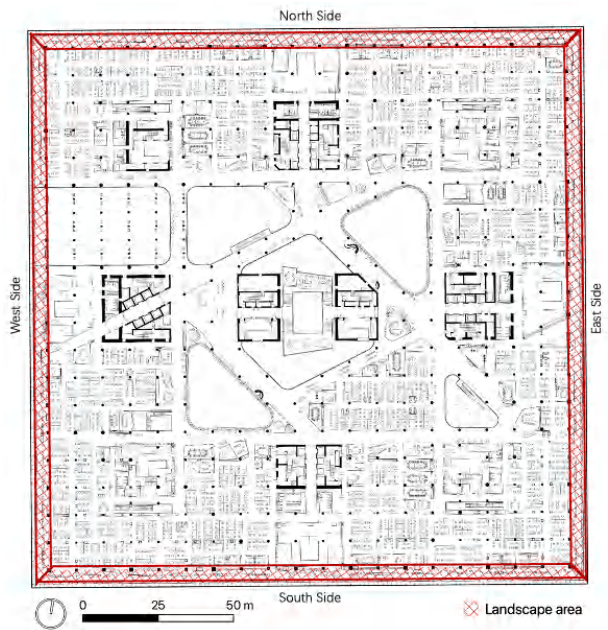 North Side
West Side
East Side
South Side
0 25 50 m
Landscape area